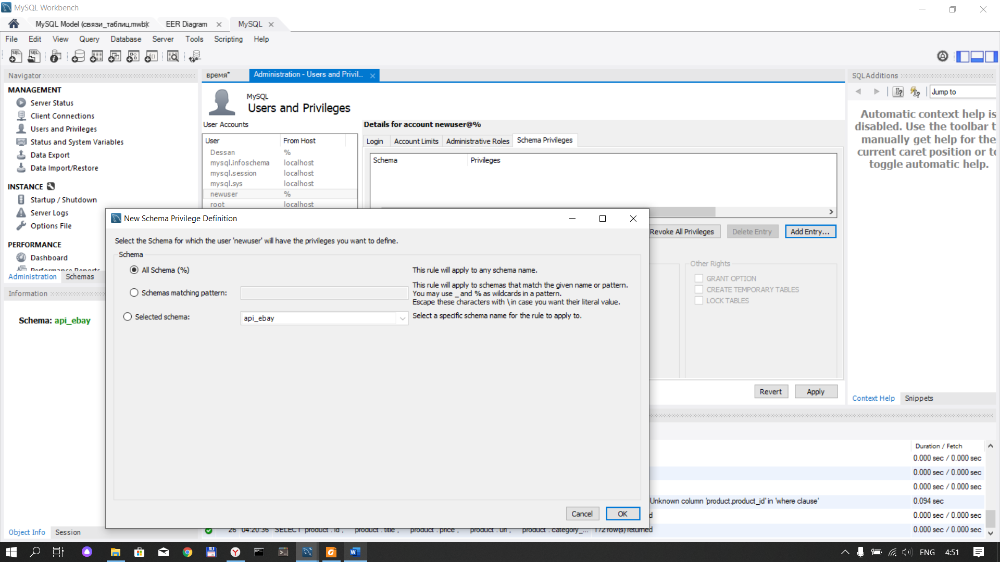 MySQL Workbench
MySQL Model (связи_таблиц.mwb)
EER Diagram
MySQL
File Edit View Query Database Server Tools Scripting Help
Navigator
MANAGEMENT
Server Status
Client Connections
Users and Privileges
Status and System Variables
Data Export
Data Import/Restore
INSTANCE
Startup / Shutdown
Server Logs
Options File
PERFORMANCE
Dashboard
Performance Reports
Administration Schemas
Information
Schema: api_ebay
Object Info Session
время*
Administration - Users and Privil...
MySQL
Users and Privileges
User Accounts
User From Host
Dessan %
mysql.infoschema localhost
mysql.session localhost
mysql.sys localhost
newuser %
root localhost
Details for account newuser@%
Login Account Limits Administrative Roles Schema Privileges
Schema Privileges
Revoke All Privileges Delete Entry Add Entry...
Other Rights
GRANT OPTION
CREATE TEMPORARY TABLES
LOCK TABLES
Revert Apply
New Schema Privilege Definition
Select the Schema for which the user 'newuser' will have the privileges you want to define.
Schema
All Schema (%)
This rule will apply to any schema name.
Schemas matching pattern:
This rule will apply to schemas that match the given name or pattern.
You may use _ and % as wildcards in a pattern.
Escape these characters with \ in case you want their literal value.
Selected schema:
api_ebay
Select a specific schema name for the rule to apply to.
Cancel OK
SQLAdditions
Jump to
Automatic context help is
disabled. Use the toolbar t
manually get help for the
current caret position or to
toggle automatic help.
Context Help Snippets
Duration / Fetch
0.000 sec / 0.000 sec
0.000 sec / 0.000 sec
0.000 sec / 0.000 sec
Unknown column 'product.product_id' in 'where clause' 0.094 sec
d 0.000 sec / 0.000 sec
26 04:20:36 SELECT `product`.`id`, `product`.`title`, `product`.`price`, `product`.`url`, `product`.`category_... 172 row(s) returned 0.000 sec / 0.000 sec
ENG 4:51